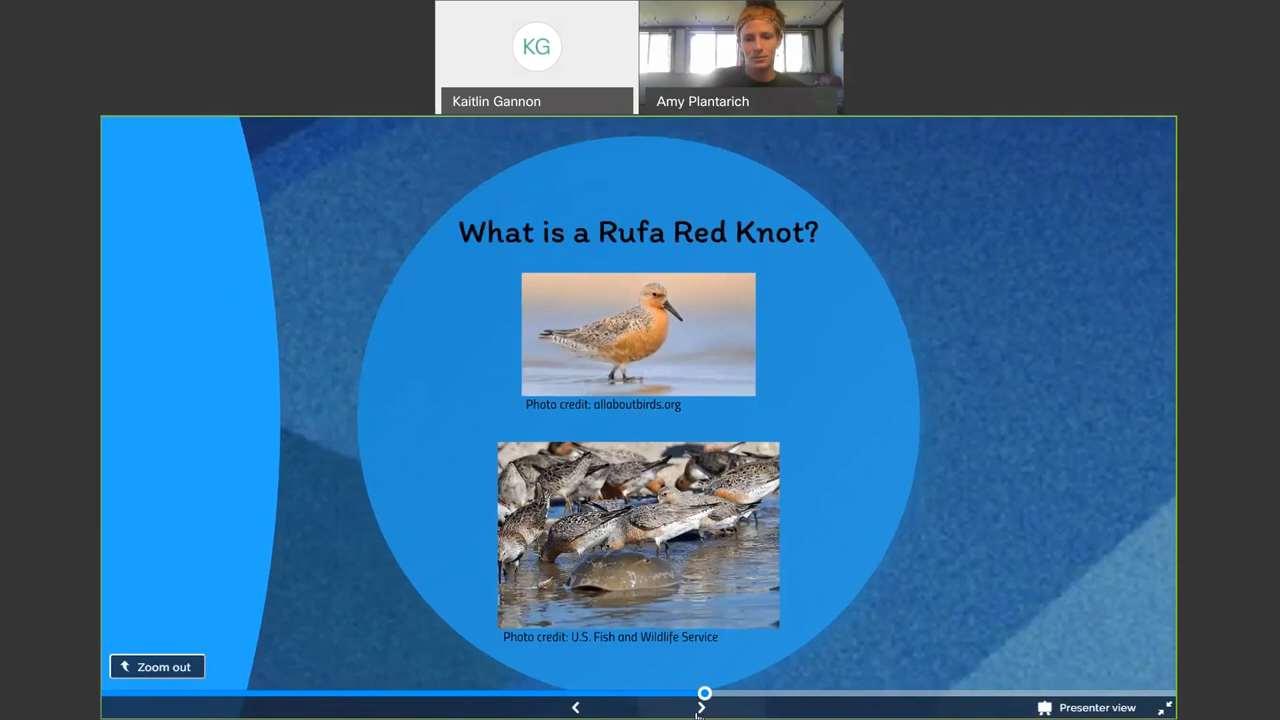 KG
Kaitlin Gannon
Amy Plantarich
What is a Rufa Red Knot?
Photo credit: allaboutbirds.org
Photo credit: U.S. Fish and Wildlife Service
Zoom out
Presenter view